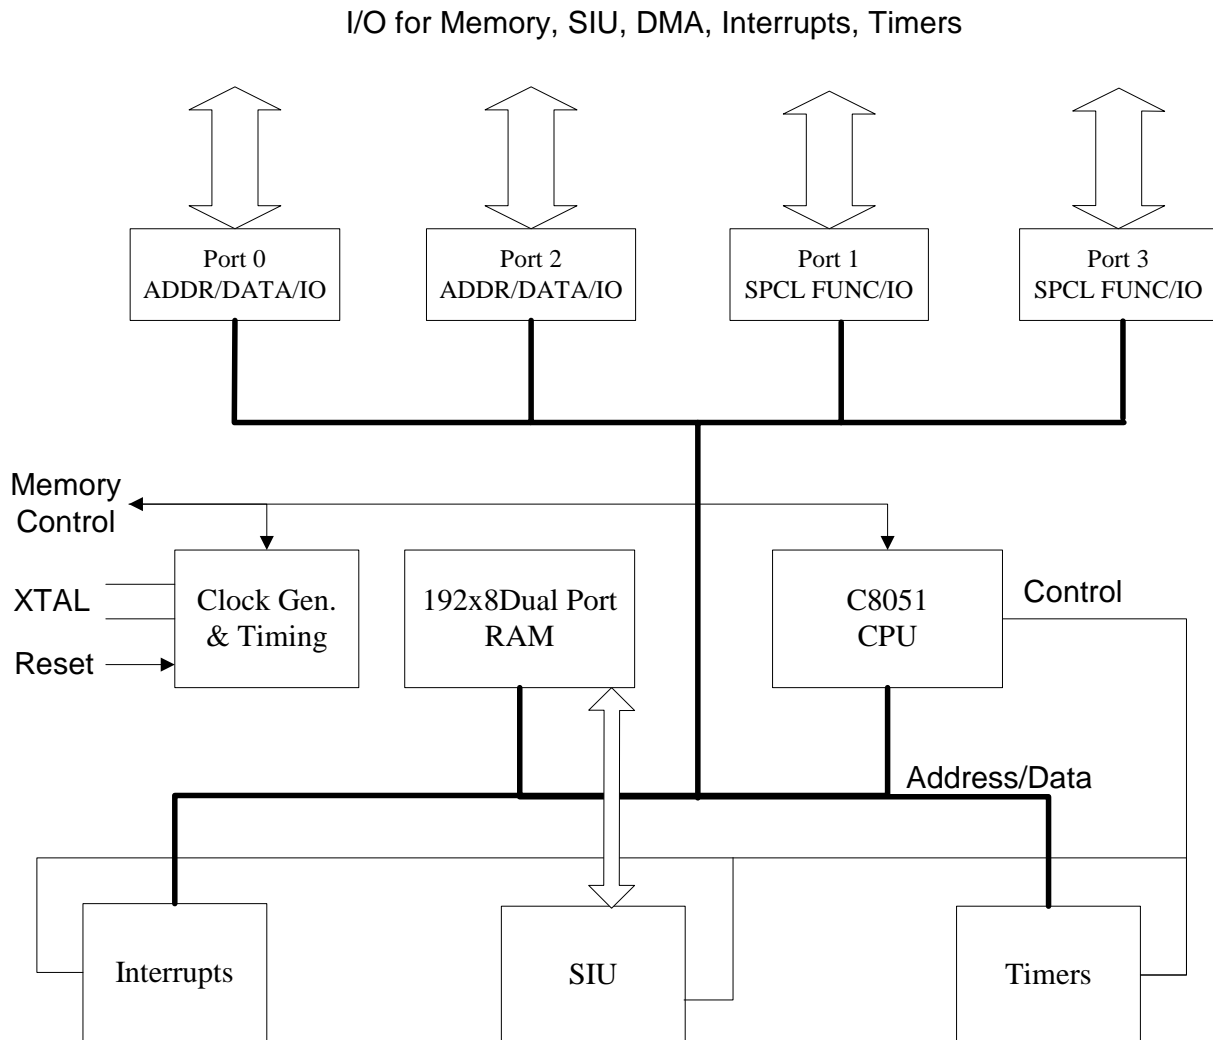 I/O for Memory, SIU, DMA, Interrupts, Timers
Port 0
ADDR/DATA/IO
Port 2
ADDR/DATA/IO
Port 1
SPCL FUNC/IO
Port 3
SPCL FUNC/IO
Memory
Control
XTAL
Reset
Clock Gen.
& Timing
192x8Dual Port
RAM
C8051
CPU
Control
Address/Data
Interrupts
SIU
Timers